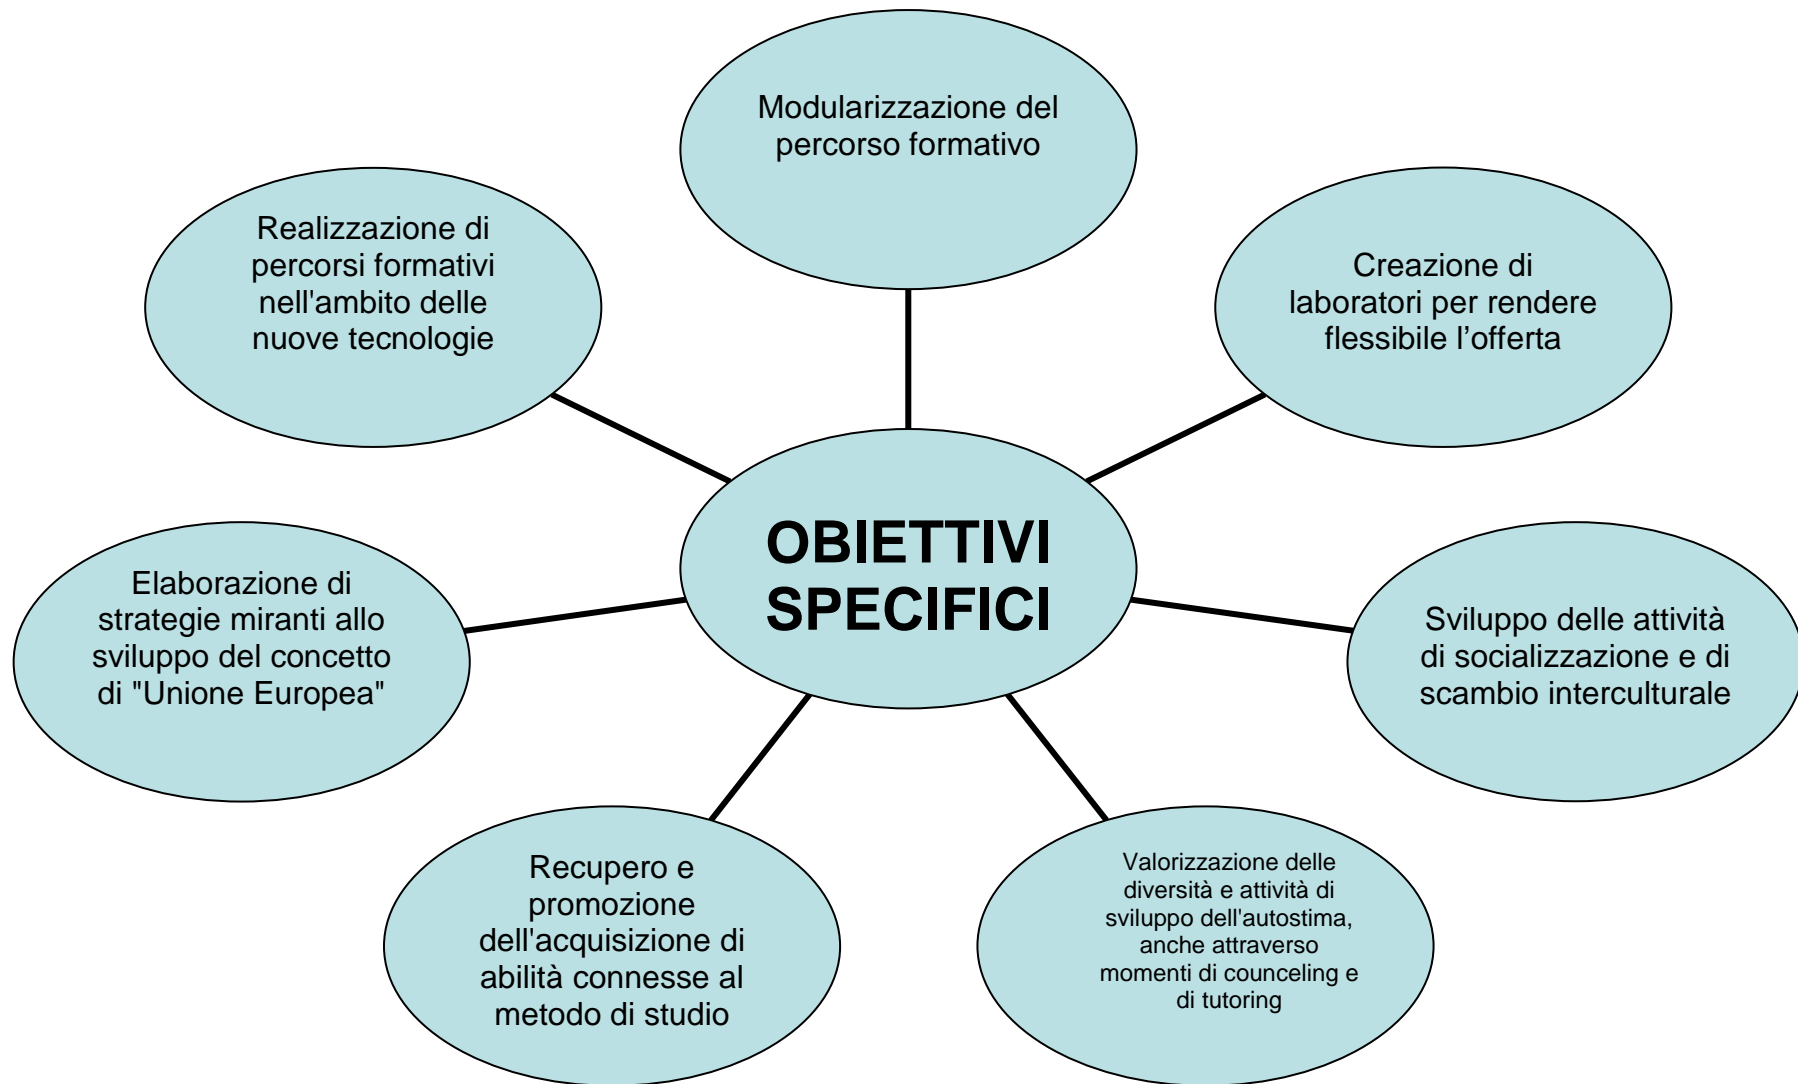 Modularizzazione del
percorso formativo
Realizzazione di
percorsi formativi
nell'ambito delle
nuove tecnologie
Creazione di
laboratori per rendere
flessibile l’offerta
OBIETTIVI
SPECIFICI
Elaborazione di
strategie miranti allo
sviluppo del concetto
di "Unione Europea"
Sviluppo delle attività
di socializzazione e di
scambio interculturale
Recupero e
promozione
dell'acquisizione di
abilità connesse al
metodo di studio
Valorizzazione delle
diversità e attività di
sviluppo dell'autostima,
anche attraverso
momenti di counceling e
di tutoring